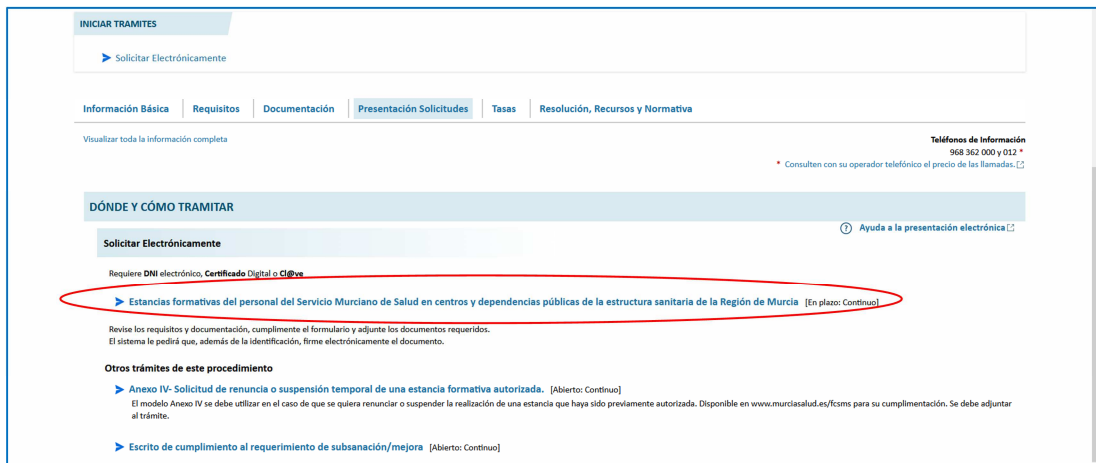 INICIAR TRAMITES
Solicitar Electrónicamente
Información Básica Requisitos Documentación Presentación Solicitudes Tasas Resolución, Recursos y Normativa
Visualizar toda la información completa
Teléfonos de Información
968 362 000 y 012 *
* Consulten con su operador telefónico el precio de las llamadas.
DÓNDE Y CÓMO TRAMITAR
Ayuda a la presentación electrónica
Solicitar Electrónicamente
Requiere DNI electrónico, Certificado Digital o Cl@ve
Estancias formativas del personal del Servicio Murciano de Salud en centros y dependencias públicas de la estructura sanitaria de la Región de Murcia [En plazo: Continuo]
Revise los requisitos y documentación, cumplimente el formulario y adjunte los documentos requeridos.
El sistema le pedirá que, además de la identificación, firme electrónicamente el documento.
Otros trámites de este procedimiento
Anexo IV- Solicitud de renuncia o suspensión temporal de una estancia formativa autorizada. [Abierto: Continuo]
El modelo Anexo IV se debe utilizar en el caso de que se quiera renunciar o suspender la realización de una estancia que haya sido previamente autorizada. Disponible en www.murciasalud.es/fcsms para su cumplimentación. Se debe adjuntar
al trámite.
Escrito de cumplimiento al requerimiento de subsanación/mejora [Abierto: Continuo]